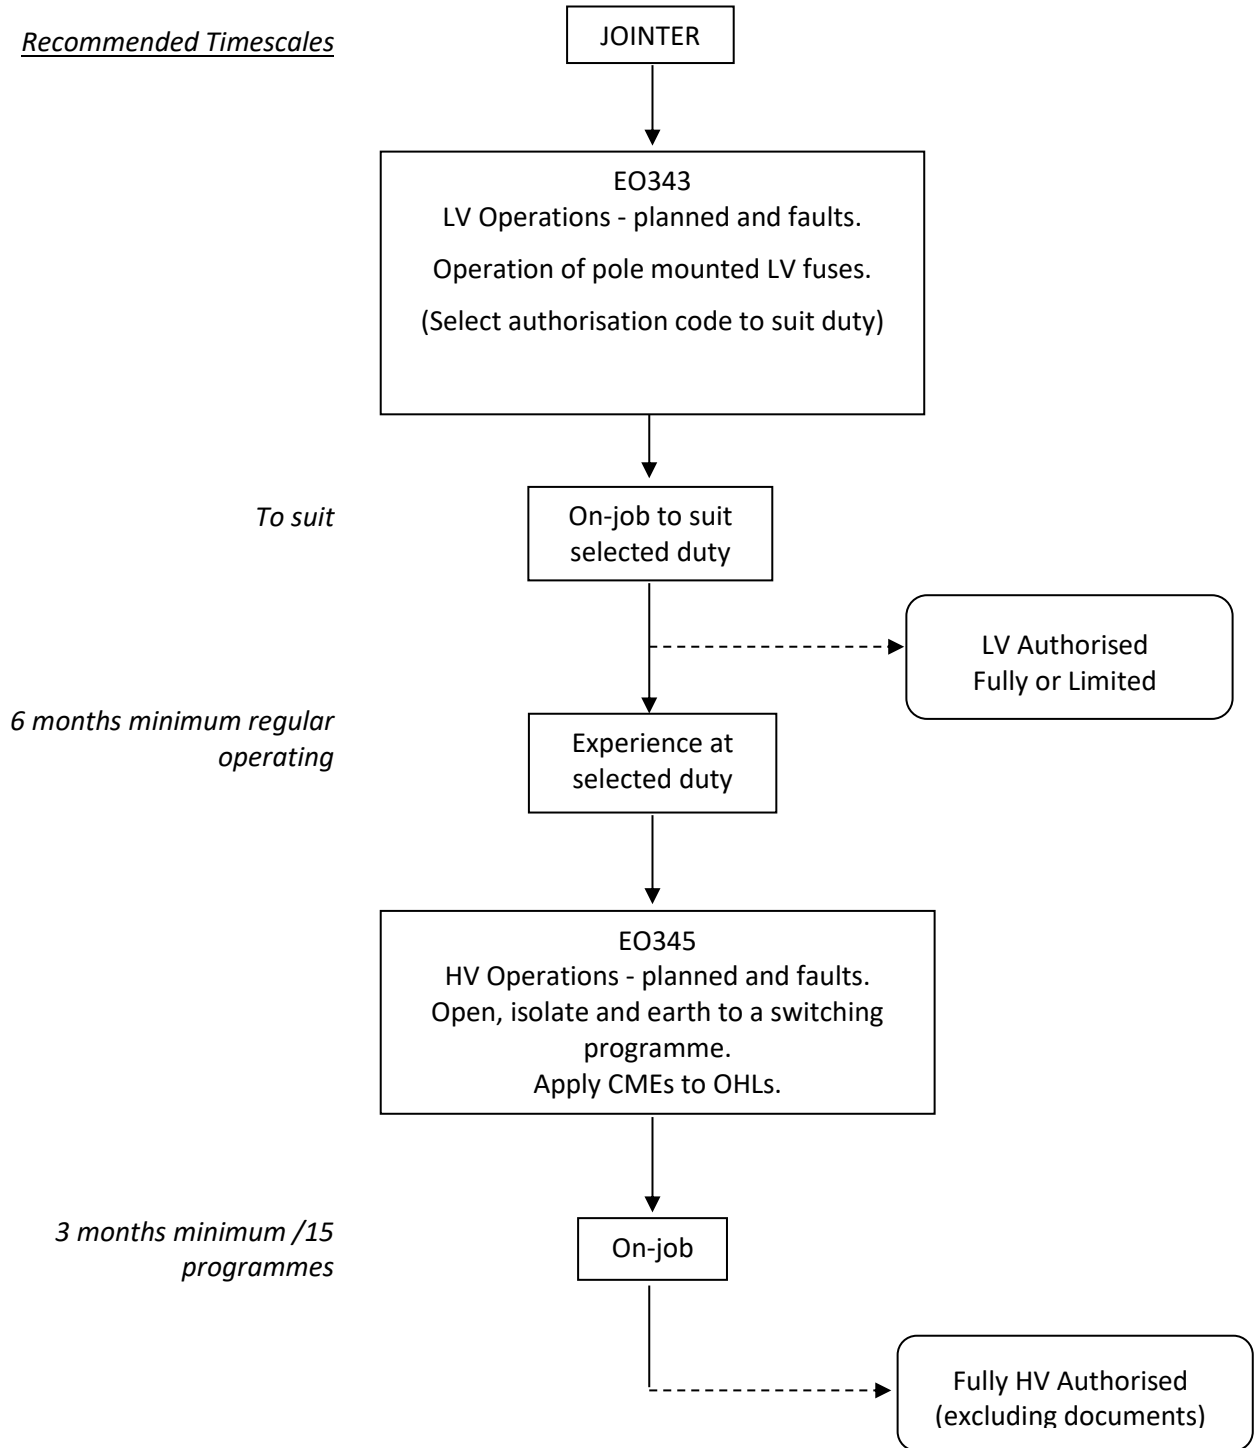 Recommended Timescales
JOINTER
EO343
LV Operations - planned and faults.
Operation of pole mounted LV fuses.
(Select authorisation code to suit duty)
To suit
On-job to suit
selected duty
LV Authorised
Fully or Limited
6 months minimum regular
operating
Experience at
selected duty
EO345
HV Operations - planned and faults.
Open, isolate and earth to a switching
programme.
Apply CMEs to OHLs.
3 months minimum /15
programmes
On-job
Fully HV Authorised
(excluding documents)